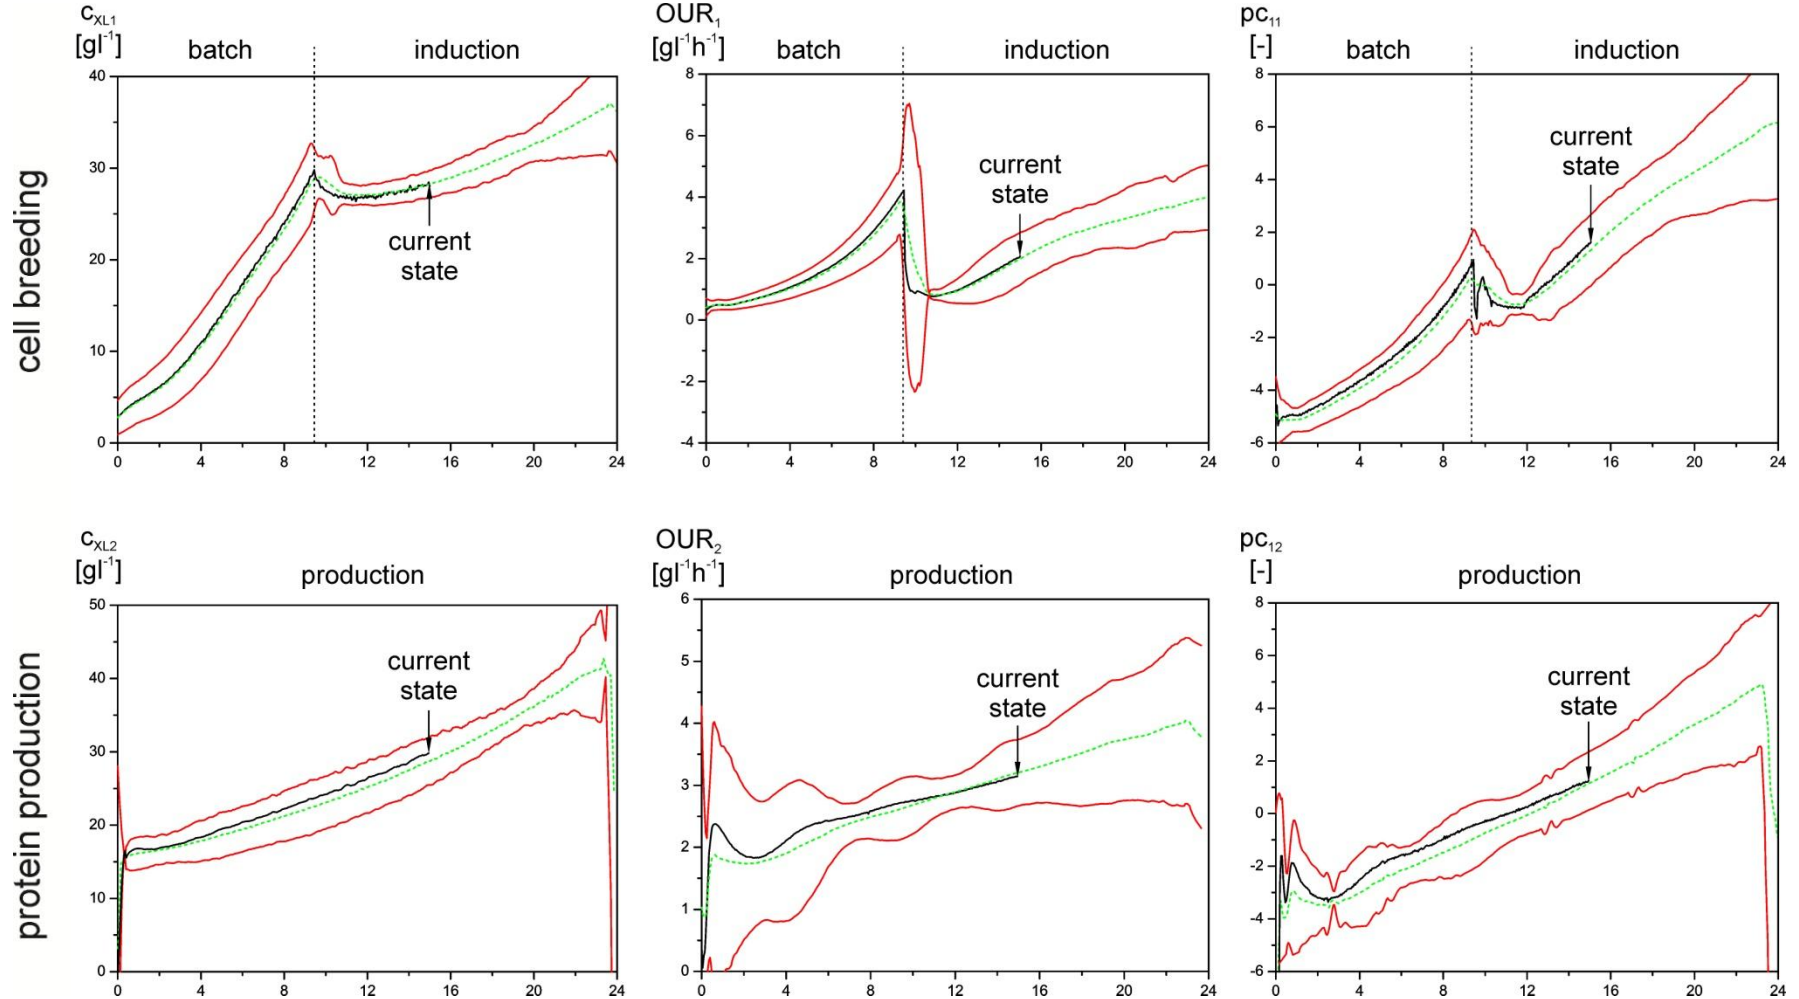 cell breeding
c_XL1
[gl⁻¹]
batch
induction
40
30
20
10
0
0 4 8 12 16 20 24
current
state
OUR₁
[gl⁻¹h⁻¹]
batch
induction
8
6
4
2
0
-2
-4
0 4 8 12 16 20 24
current
state
pc₁₁
[-]
batch
induction
8
6
4
2
0
-2
-4
-6
0 4 8 12 16 20 24
current
state
protein production
c_XL2
[gl⁻¹]
production
50
40
30
20
10
0
0 4 8 12 16 20 24
current
state
OUR₂
[gl⁻¹h⁻¹]
production
6
5
4
3
2
1
0
0 4 8 12 16 20 24
current
state
pc₁₂
[-]
production
8
6
4
2
0
-2
-4
-6
0 4 8 12 16 20 24
current
state